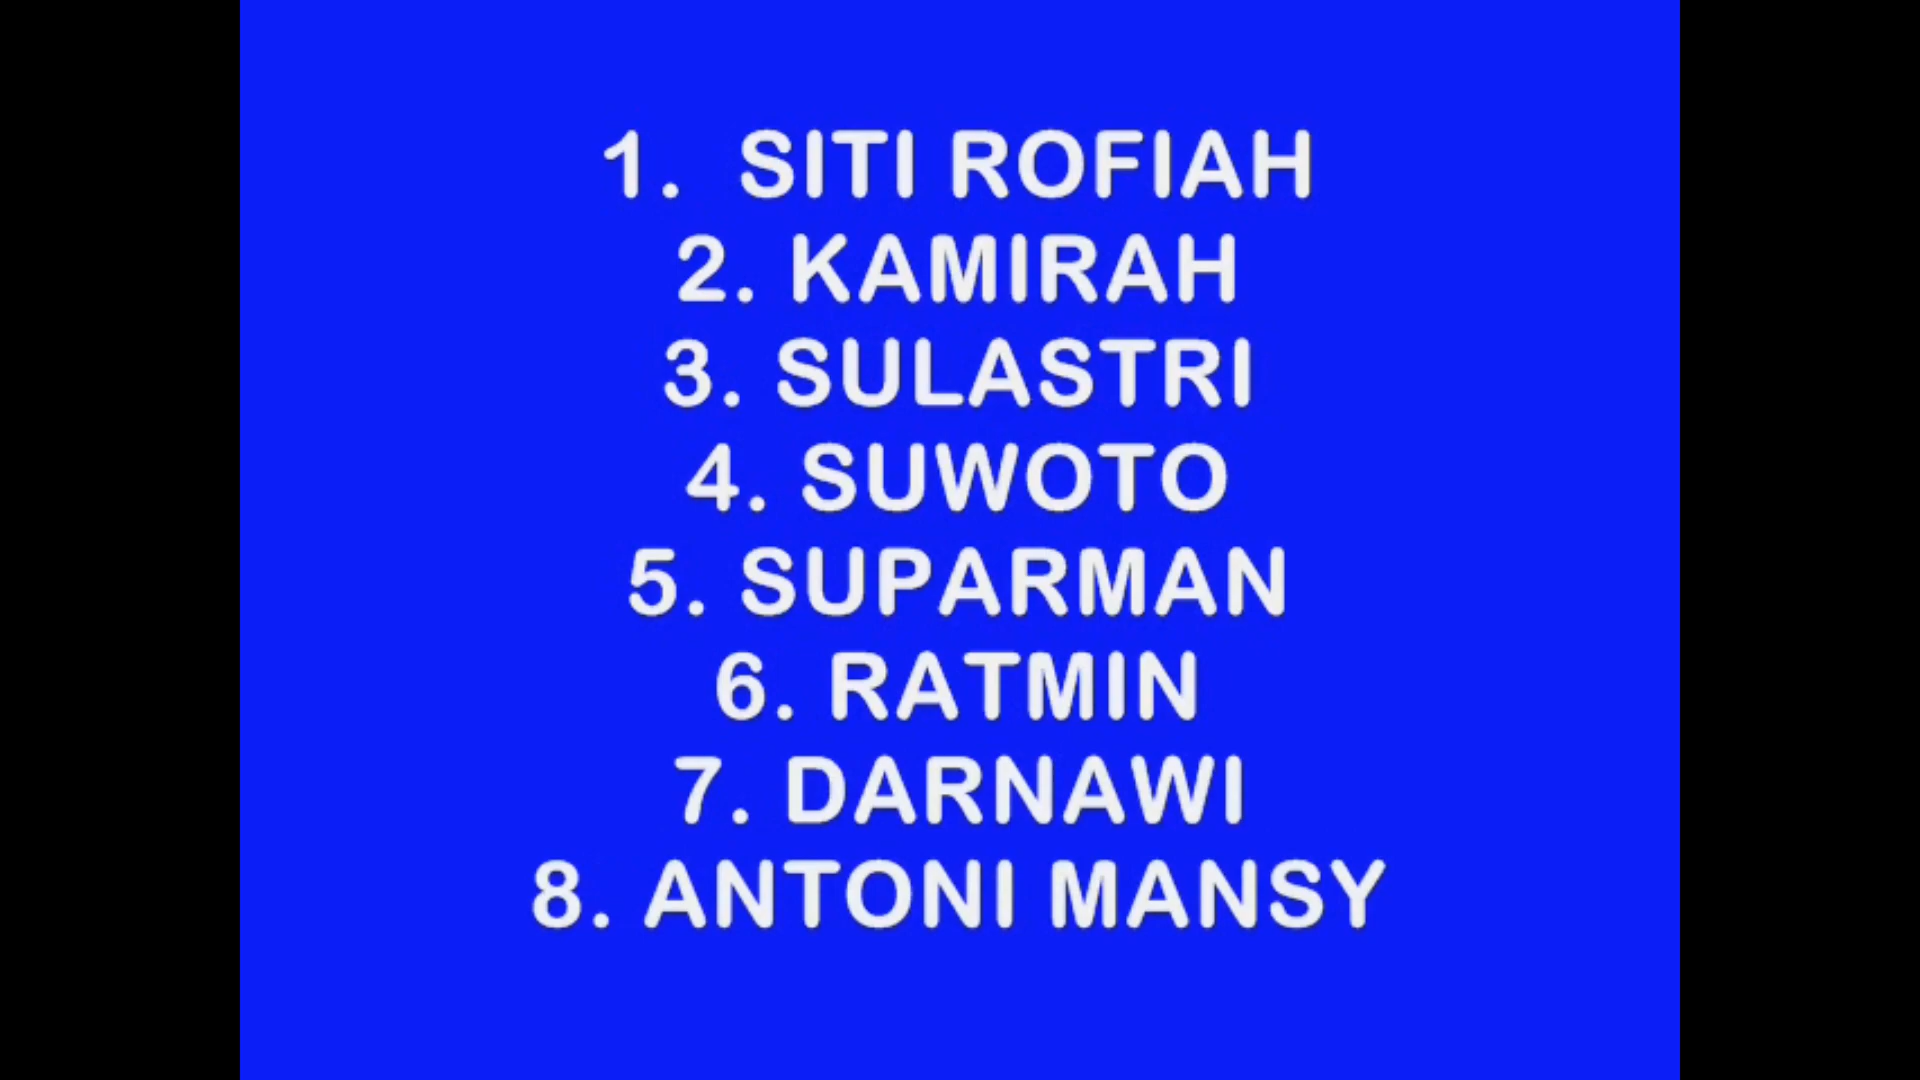 1. SITI ROFIAH
2. KAMIRAH
3. SULASTRI
4. SUWOTO
5. SUPARMAN
6. RATMIN
7. DARNAWI
8. ANTONI MANSY